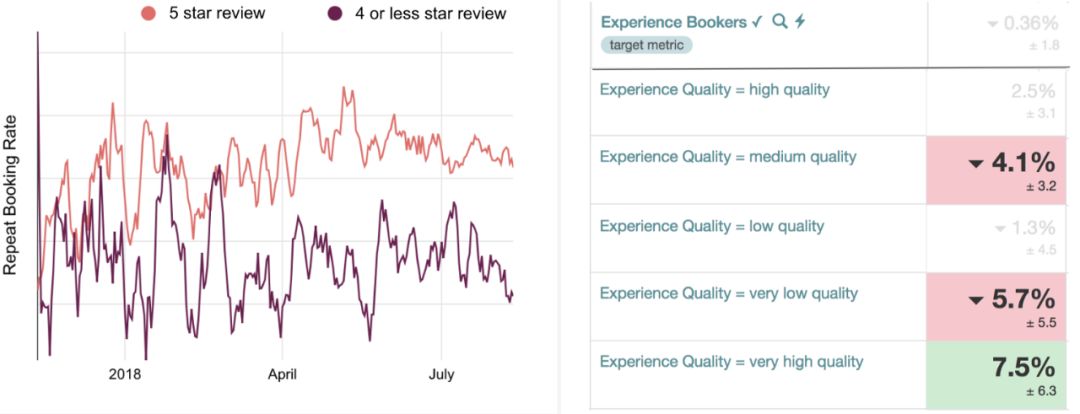 5 star review
4 or less star review
Repeat Booking Rate
2018
April
July
Experience Bookers ✓
▼ 0.36%
target metric
± 1.8
Experience Quality = high quality
2.5%
± 3.1
Experience Quality = medium quality
▼ 4.1%
± 3.2
Experience Quality = low quality
▼ 1.3%
± 4.5
Experience Quality = very low quality
▼ 5.7%
± 5.5
Experience Quality = very high quality
7.5%
± 6.3